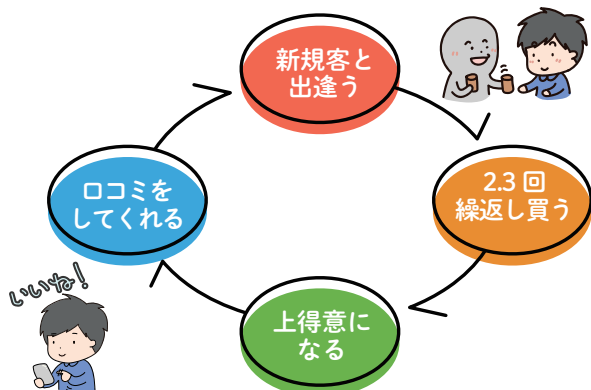 新規客と
出逢う
2.3 回
繰返し買う
上得意に
なる
口コミを
してくれる
いいね！